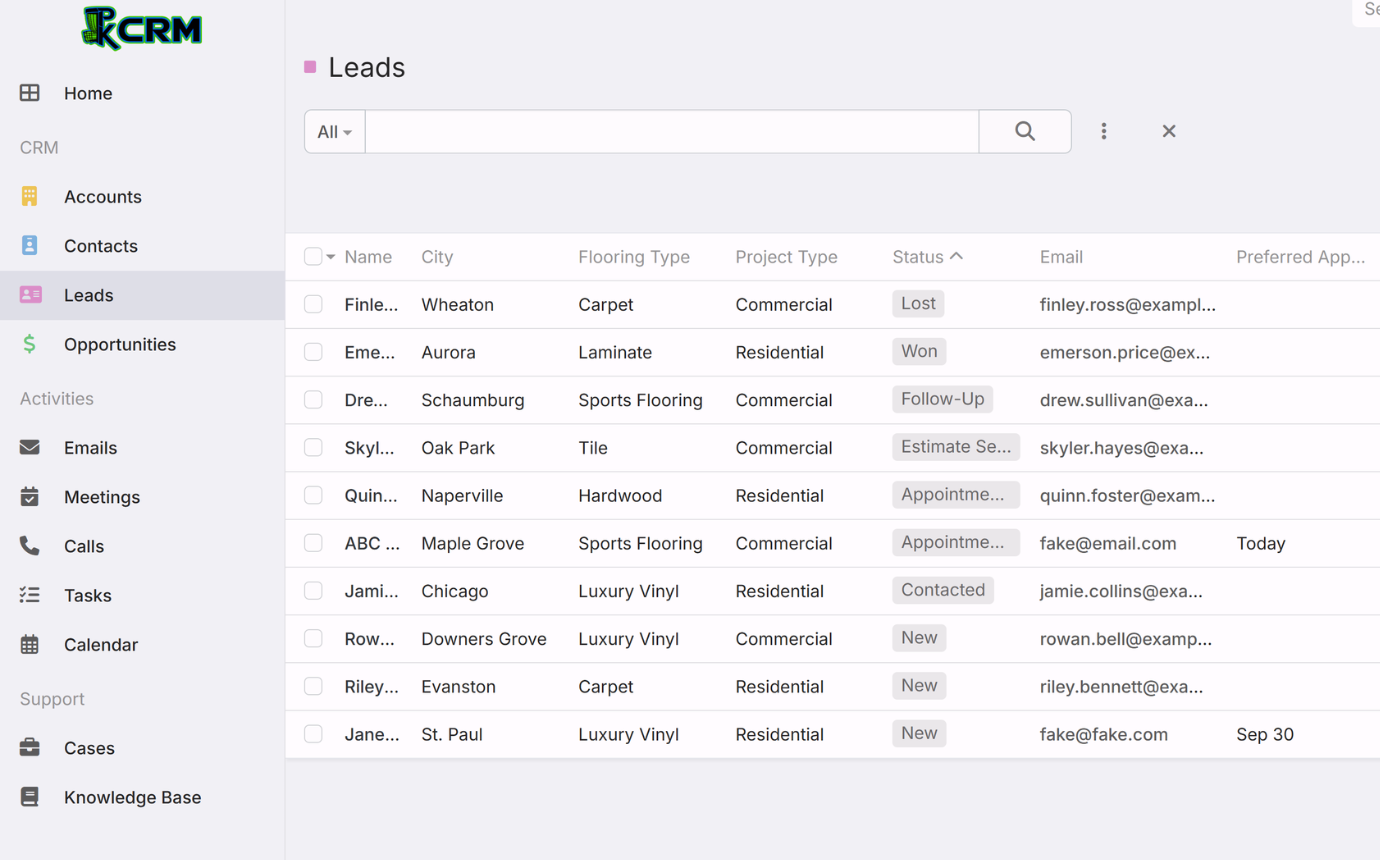 PKCRM
Se
Home
CRM
Accounts
Contacts
Leads
Opportunities
Activities
Emails
Meetings
Calls
Tasks
Calendar
Support
Cases
Knowledge Base
Leads
All
Name City Flooring Type Project Type Status Email Preferred App...
Finle... Wheaton Carpet Commercial Lost finley.ross@exampl...
Eme... Aurora Laminate Residential Won emerson.price@ex...
Dre... Schaumburg Sports Flooring Commercial Follow-Up drew.sullivan@exa...
Skyl... Oak Park Tile Commercial Estimate Se... skyler.hayes@exa...
Quin... Naperville Hardwood Residential Appointme... quinn.foster@exam...
ABC ... Maple Grove Sports Flooring Commercial Appointme... fake@email.com Today
Jami... Chicago Luxury Vinyl Residential Contacted jamie.collins@exa...
Row... Downers Grove Luxury Vinyl Commercial New rowan.bell@examp...
Riley... Evanston Carpet Residential New riley.bennett@exa...
Jane... St. Paul Luxury Vinyl Residential New fake@fake.com Sep 30